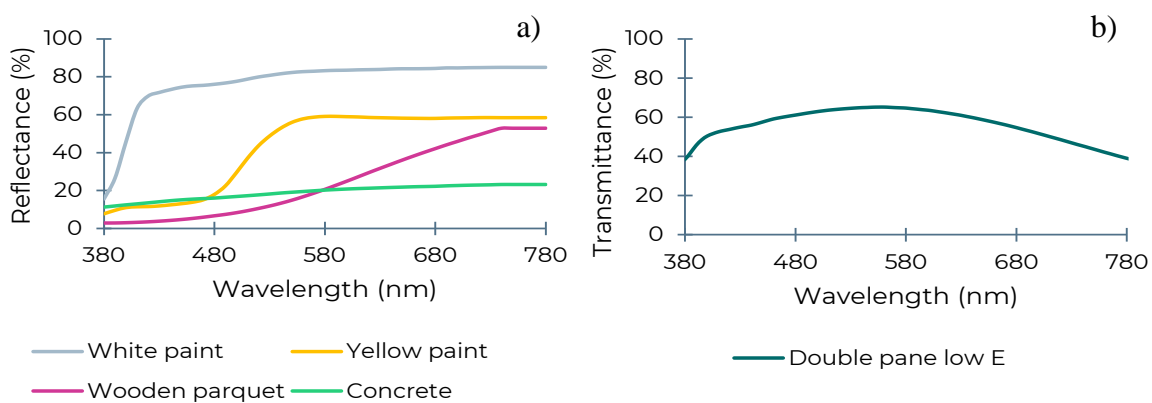 a)
Reflectance (%)
100
80
60
40
20
0
380 480 580 680 780
Wavelength (nm)
White paint Yellow paint
Wooden parquet Concrete
b)
Transmittance (%)
100
80
60
40
20
0
380 480 580 680 780
Wavelength (nm)
Double pane low E